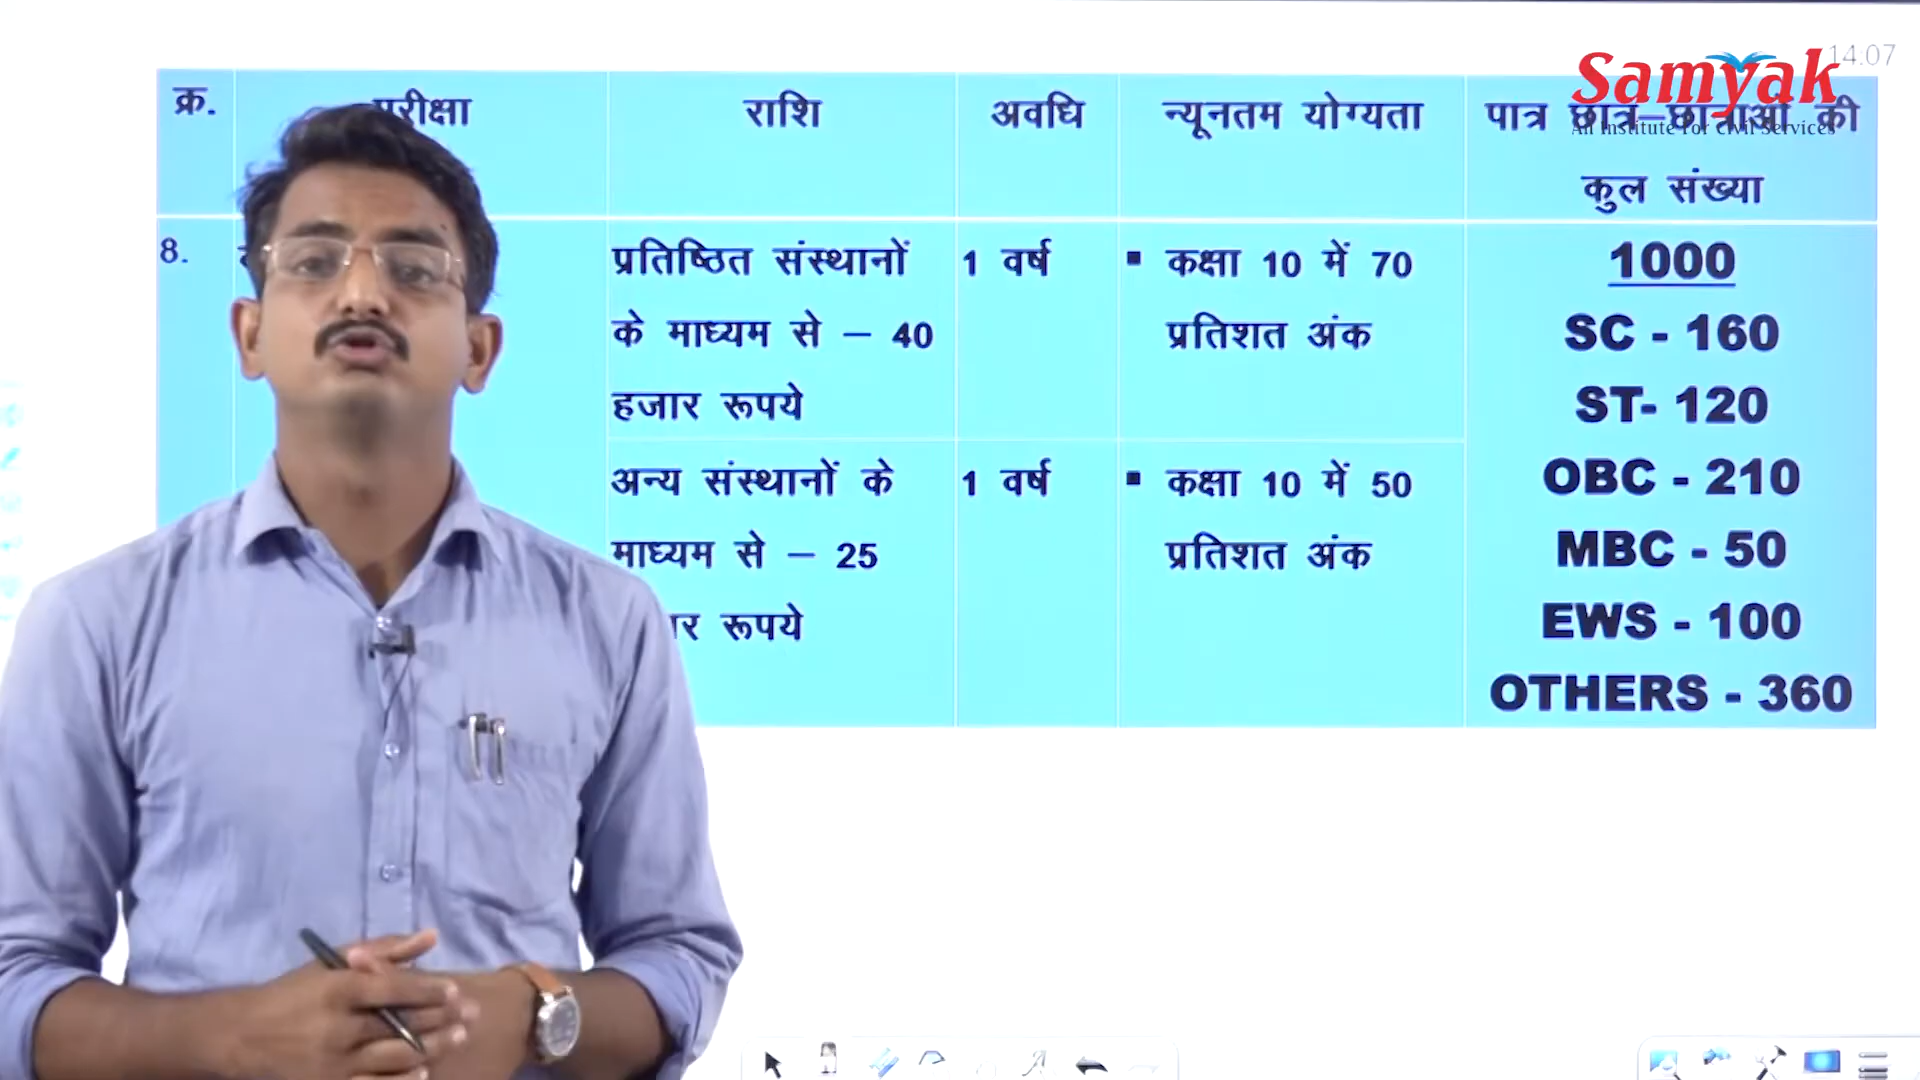 14:07
Samyak
An Institute for Civil Services
क्र.
परीक्षा
राशि
अवधि
न्यूनतम योग्यता
पात्र छात्र–छात्राओं की
कुल संख्या
8.
प्रतिष्ठित संस्थानों
के माध्यम से – 40
हजार रूपये
1 वर्ष
▪ कक्षा 10 में 70
प्रतिशत अंक
अन्य संस्थानों के
माध्यम से – 25
रूपये
1 वर्ष
▪ कक्षा 10 में 50
प्रतिशत अंक
1000
SC - 160
ST- 120
OBC - 210
MBC - 50
EWS - 100
OTHERS - 360